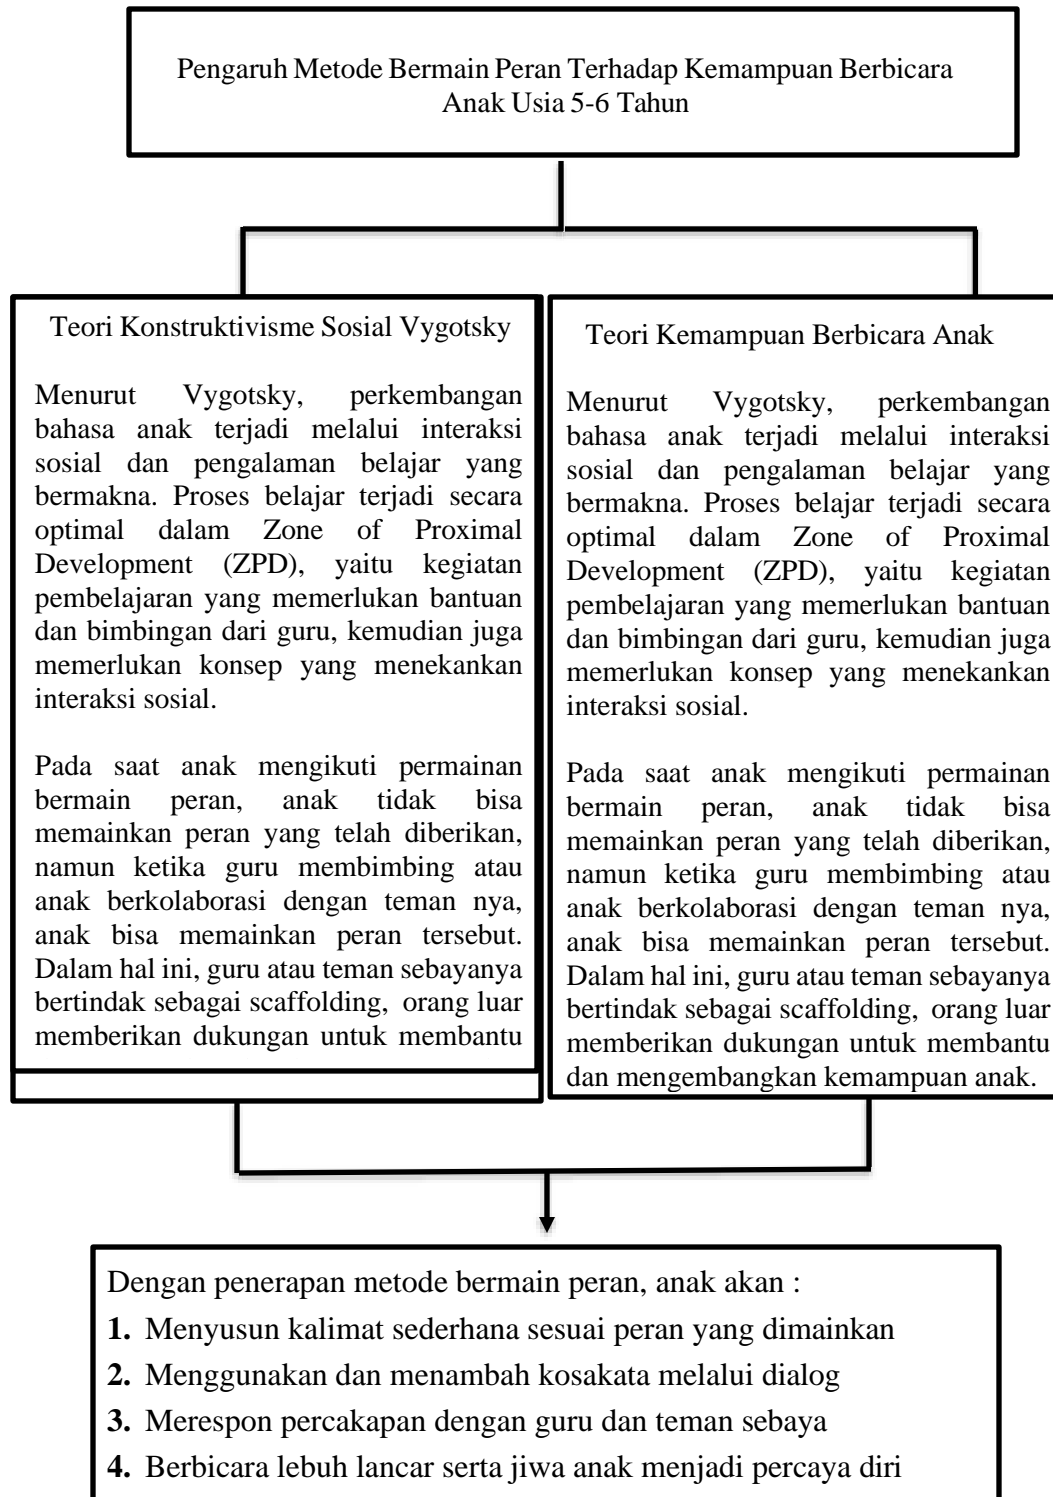 Pengaruh Metode Bermain Peran Terhadap Kemampuan Berbicara
Anak Usia 5-6 Tahun
Teori Konstruktivisme Sosial Vygotsky
Menurut Vygotsky, perkembangan
bahasa anak terjadi melalui interaksi
sosial dan pengalaman belajar yang
bermakna. Proses belajar terjadi secara
optimal dalam Zone of Proximal
Development (ZPD), yaitu kegiatan
pembelajaran yang memerlukan bantuan
dan bimbingan dari guru, kemudian juga
memerlukan konsep yang menekankan
interaksi sosial.
Pada saat anak mengikuti permainan
bermain peran, anak tidak bisa
memainkan peran yang telah diberikan,
namun ketika guru membimbing atau
anak berkolaborasi dengan teman nya,
anak bisa memainkan peran tersebut.
Dalam hal ini, guru atau teman sebayanya
bertindak sebagai scaffolding, orang luar
memberikan dukungan untuk membantu
Teori Kemampuan Berbicara Anak
Menurut Vygotsky, perkembangan
bahasa anak terjadi melalui interaksi
sosial dan pengalaman belajar yang
bermakna. Proses belajar terjadi secara
optimal dalam Zone of Proximal
Development (ZPD), yaitu kegiatan
pembelajaran yang memerlukan bantuan
dan bimbingan dari guru, kemudian juga
memerlukan konsep yang menekankan
interaksi sosial.
Pada saat anak mengikuti permainan
bermain peran, anak tidak bisa
memainkan peran yang telah diberikan,
namun ketika guru membimbing atau
anak berkolaborasi dengan teman nya,
anak bisa memainkan peran tersebut.
Dalam hal ini, guru atau teman sebayanya
bertindak sebagai scaffolding, orang luar
memberikan dukungan untuk membantu
dan mengembangkan kemampuan anak.
Dengan penerapan metode bermain peran, anak akan :
1. Menyusun kalimat sederhana sesuai peran yang dimainkan
2. Menggunakan dan menambah kosakata melalui dialog
3. Merespon percakapan dengan guru dan teman sebaya
4. Berbicara lebuh lancar serta jiwa anak menjadi percaya diri